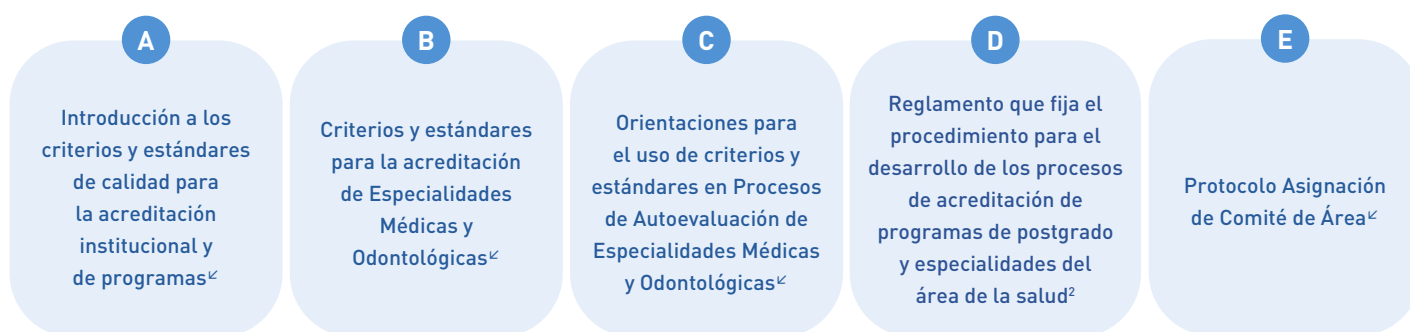 A
Introducción a los
criterios y estándares
de calidad para
la acreditación
institucional y
de programas↙
B
Criterios y estándares
para la acreditación
de Especialidades
Médicas y
Odontológicas↙
C
Orientaciones para
el uso de criterios y
estándares en Procesos
de Autoevaluación de
Especialidades Médicas
y Odontológicas↙
D
Reglamento que fija el
procedimiento para el
desarrollo de los procesos
de acreditación de
programas de postgrado
y especialidades del
área de la salud²
E
Protocolo Asignación
de Comité de Área↙